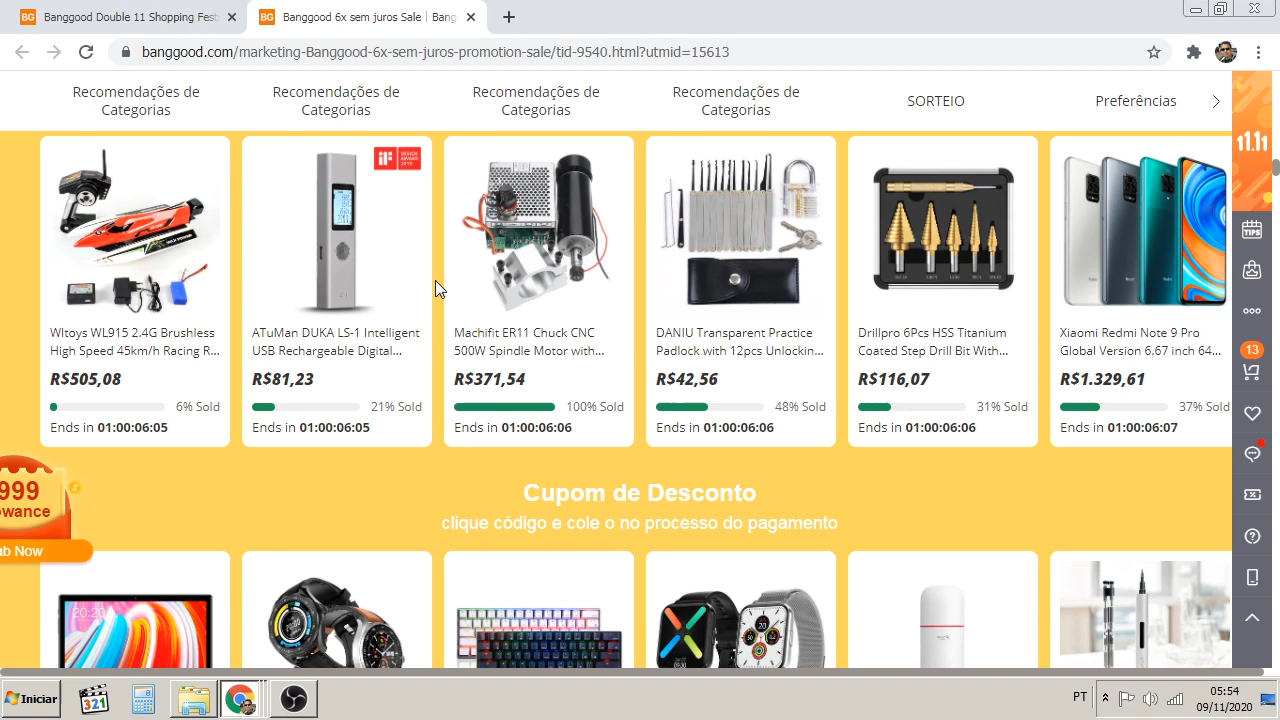 Banggood Double 11 Shopping Fest
Banggood 6x sem juros Sale | Bang
banggood.com/marketing-Banggood-6x-sem-juros-promotion-sale/tid-9540.html?utmid=15613
Recomendações de
Categorias
Recomendações de
Categorias
Recomendações de
Categorias
Recomendações de
Categorias
SORTEIO
Preferências
11.11
TIPS
13
DESIGN
AWARD
2019
Wltoys WL915 2.4G Brushless
High Speed 45km/h Racing R...
R$505,08
6% Sold
Ends in 01:00:06:05
ATuMan DUKA LS-1 Intelligent
USB Rechargeable Digital...
R$81,23
21% Sold
Ends in 01:00:06:05
Machifit ER11 Chuck CNC
500W Spindle Motor with...
R$371,54
100% Sold
Ends in 01:00:06:06
DANIU Transparent Practice
Padlock with 12pcs Unlockin...
R$42,56
48% Sold
Ends in 01:00:06:06
Drillpro 6Pcs HSS Titanium
Coated Step Drill Bit With...
R$116,07
31% Sold
Ends in 01:00:06:06
Xiaomi Redmi Note 9 Pro
Global Version 6.67 inch 64...
R$1.329,61
37% Sold
Ends in 01:00:06:07
999
owance
ab Now
Cupom de Desconto
clique código e cole o no processo do pagamento
20:20
Iniciar
321
PT
05:54
09/11/2020